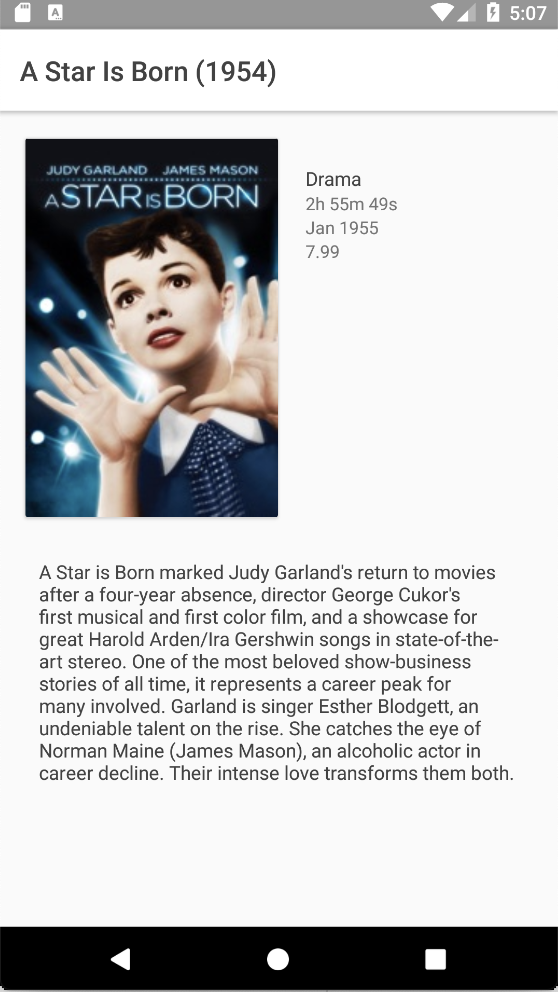 A
5:07
A Star Is Born (1954)
JUDY GARLAND JAMES MASON
A STAR IS BORN
Drama
2h 55m 49s
Jan 1955
7.99
A Star is Born marked Judy Garland's return to movies
after a four-year absence, director George Cukor's
first musical and first color film, and a showcase for
great Harold Arden/Ira Gershwin songs in state-of-the-
art stereo. One of the most beloved show-business
stories of all time, it represents a career peak for
many involved. Garland is singer Esther Blodgett, an
undeniable talent on the rise. She catches the eye of
Norman Maine (James Mason), an alcoholic actor in
career decline. Their intense love transforms them both.